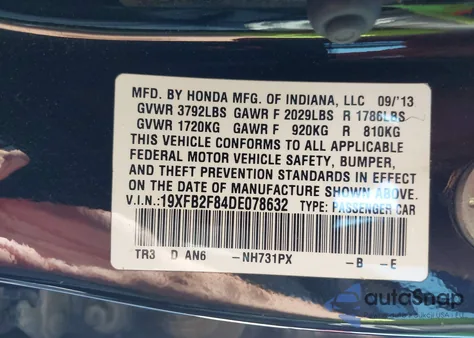 MFD. BY HONDA MFG. OF INDIANA, LLC 09/'13
GVWR 3792LBS GAWR F 2029LBS R 1786LBS
GVWR 1720KG GAWR F 920KG R 810KG
THIS VEHICLE CONFORMS TO ALL APPLICABLE
FEDERAL MOTOR VEHICLE SAFETY, BUMPER,
AND THEFT PREVENTION STANDARDS IN EFFECT
ON THE DATE OF MANUFACTURE SHOWN ABOVE.
V.I.N.:19XFB2F84DE078632 TYPE: PASSENGER CAR
TR3 D AN6 -NH731PX -B -E
autoSnap